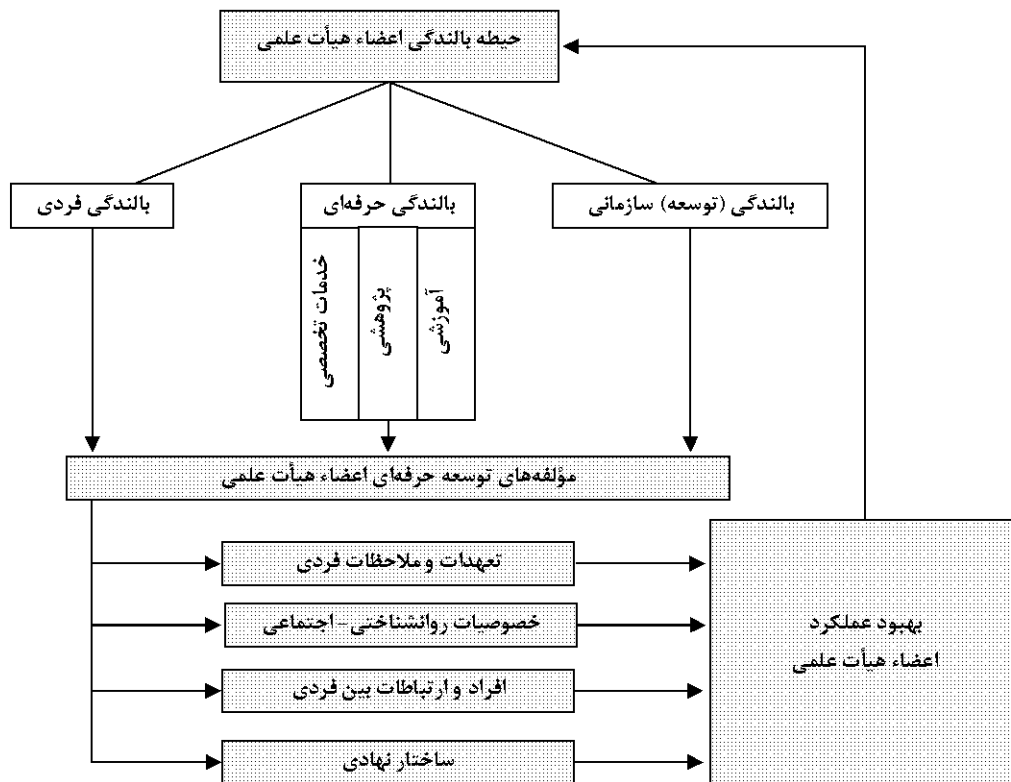 حیطه بالندگی اعضاء هیأت علمی
بالندگی (توسعه) سازمانی
بالندگی حرفه‌ای
بالندگی فردی
آموزشی
پژوهشی
خدمات تخصصی
مؤلفه‌های توسعه حرفه‌ای اعضاء هیأت علمی
تعهدات و ملاحظات فردی
خصوصیات روانشناختی- اجتماعی
افراد و ارتباطات بین فردی
ساختار نهادی
بهبود عملکرد
اعضاء هیأت علمی